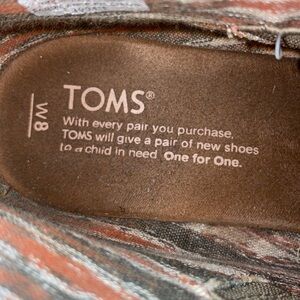 TOMS®
With every pair you purchase,
TOMS will give a pair of new shoes
to a child in need. One for One.
W8